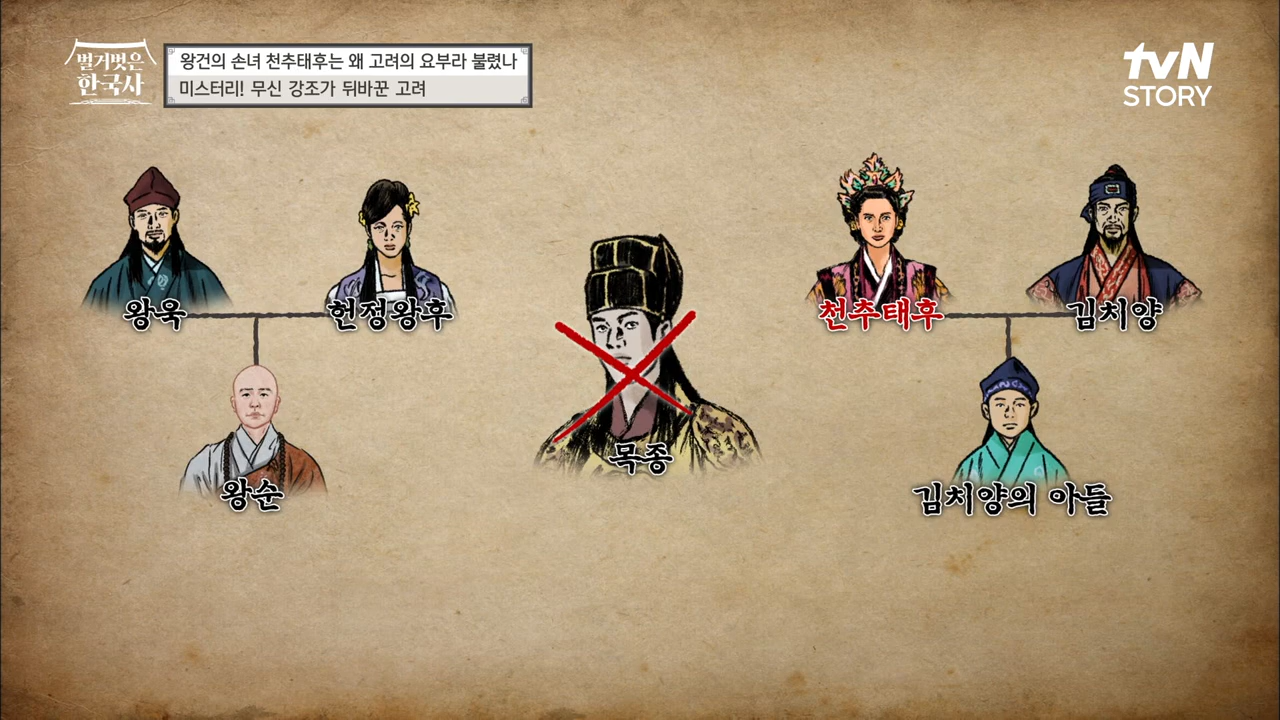 벌거벗은
한국사
왕건의 손녀 천추태후는 왜 고려의 요부라 불렸나
미스터리! 무신 강조가 뒤바꾼 고려
tvN
STORY
왕욱
헌정왕후
천추태후
김치양
목종
왕순
김치양의 아들